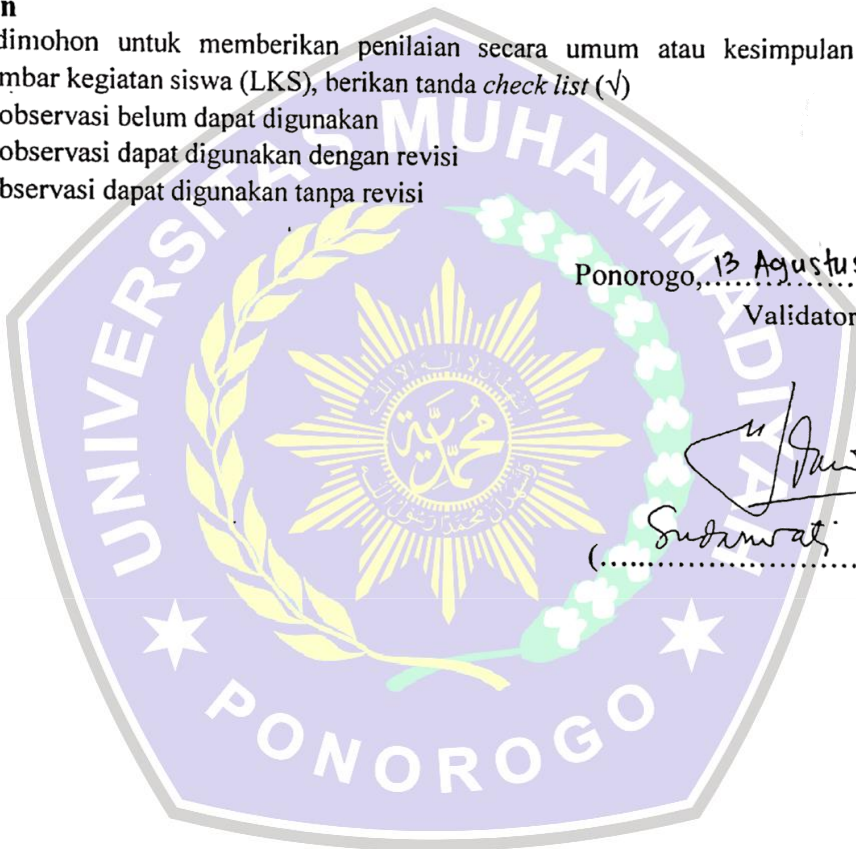 n
dimohon untuk memberikan penilaian secara umum atau kesimpulan
mbar kegiatan siswa (LKS), berikan tanda check list (√)
observasi belum dapat digunakan
observasi dapat digunakan dengan revisi
bservasi dapat digunakan tanpa revisi
Ponorogo, 13 Agustus
Validator
(
UNIVERSITAS MUHAMMADIYAH
PONOROGO
محمدية